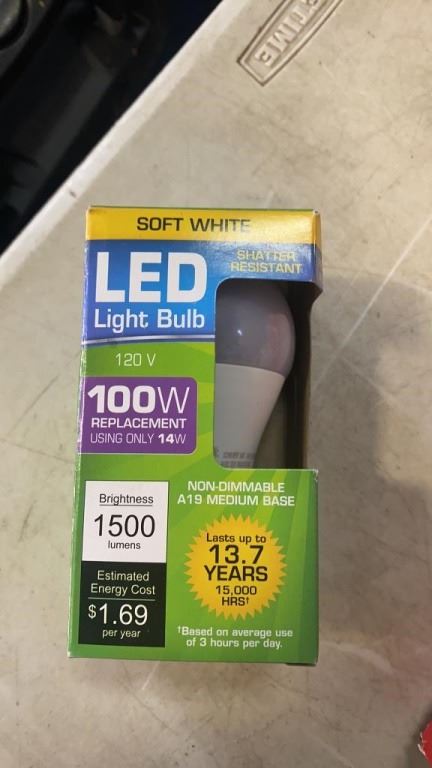 SOFT WHITE
SHATTER
RESISTANT
LED
Light Bulb
120 V
100W
REPLACEMENT
USING ONLY 14W
NON-DIMMABLE
A19 MEDIUM BASE
Brightness
1500
lumens
Estimated
Energy Cost
$1.69
per year
Lasts up to
13.7
YEARS
15,000
HRS†
†Based on average use
of 3 hours per day.